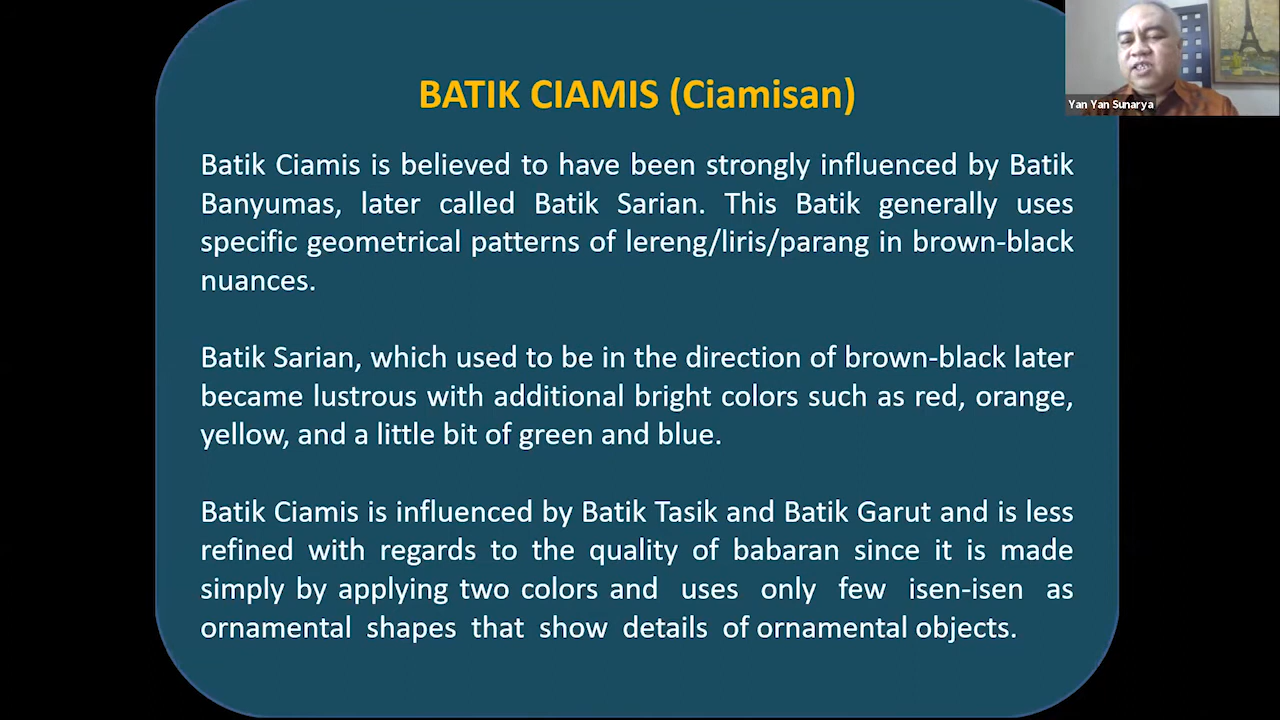 BATIK CIAMIS (Ciamisan)
Yan Yan Sunarya
Batik Ciamis is believed to have been strongly influenced by Batik
Banyumas, later called Batik Sarian. This Batik generally uses
specific geometrical patterns of lereng/liris/parang in brown-black
nuances.
Batik Sarian, which used to be in the direction of brown-black later
became lustrous with additional bright colors such as red, orange,
yellow, and a little bit of green and blue.
Batik Ciamis is influenced by Batik Tasik and Batik Garut and is less
refined with regards to the quality of babaran since it is made
simply by applying two colors and uses only few isen-isen as
ornamental shapes that show details of ornamental objects.